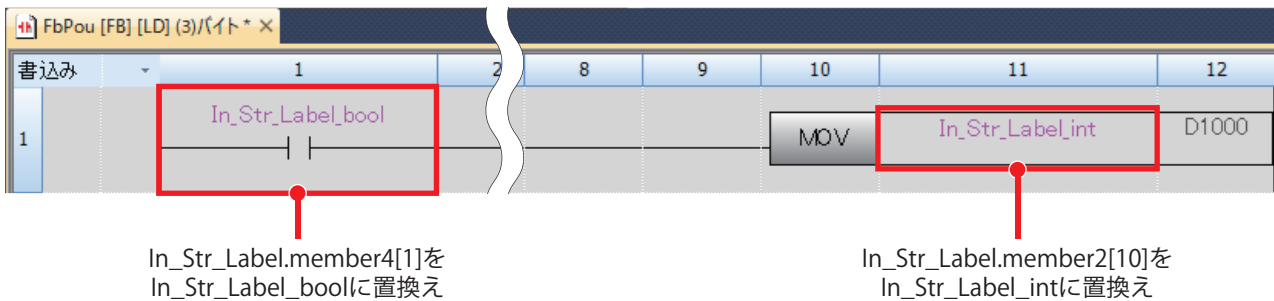 FbPou [FB] [LD] (3)バイト* ×
書込み 1 2 8 9 10 11 12
1
In_Str_Label_bool
MOV In_Str_Label_int D1000
In_Str_Label.member4[1]を
In_Str_Label_boolに置換え
In_Str_Label.member2[10]を
In_Str_Label_intに置換え